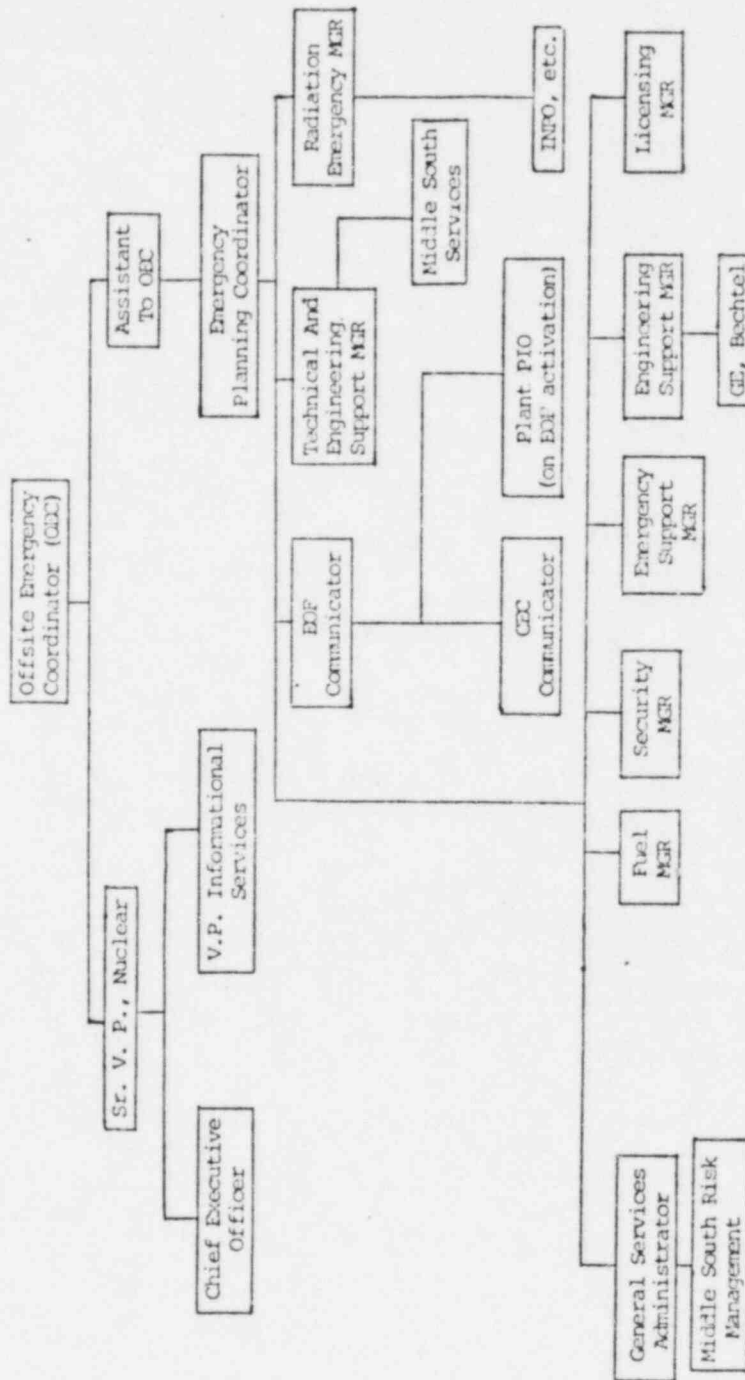 Offsite Emergency
Coordinator (OEC)
Sr. V. P., Nuclear
Assistant
To OEC
Chief Executive
Officer
V.P. Informational
Services
Emergency
Planning Coordinator
EOF
Communicator
Technical And
Engineering
Support MGR
Radiation
Emergency MGR
Middle South
Services
CEC
Communicator
Plant PIO
(on EOF activation)
INPO, etc.
General Services
Administrator
Fuel
MGR
Security
MGR
Emergency
Support
MGR
Engineering
Support MGR
Licensing
MGR
Middle South Risk
Management
GE, Bechtel